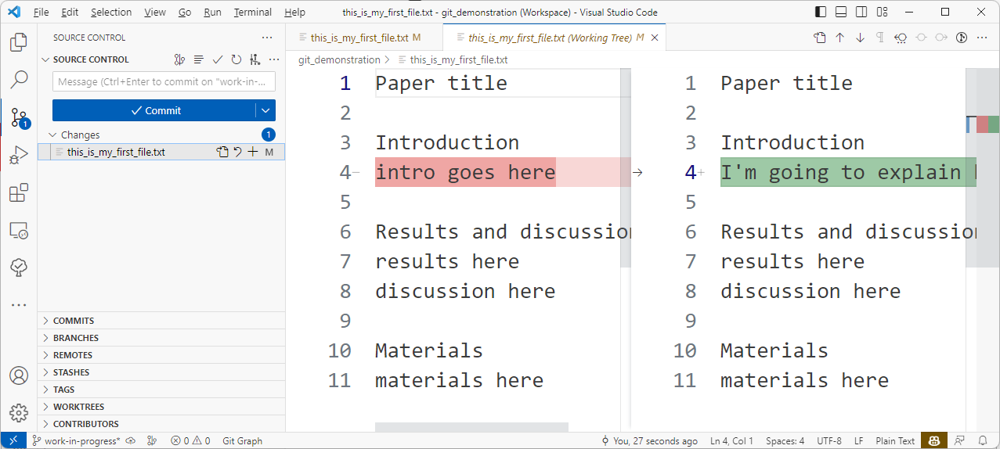 File Edit Selection View Go Run Terminal Help this_is_my_first_file.txt - git_demonstration (Workspace) - Visual Studio Code
SOURCE CONTROL ···
this_is_my_first_file.txt M
this_is_my_first_file.txt (Working Tree) M
SOURCE CONTROL
git_demonstration > this_is_my_first_file.txt
Message (Ctrl+Enter to commit on "work-in-...
Commit
Changes 1
this_is_my_first_file.txt M
1
COMMITS
BRANCHES
REMOTES
STASHES
TAGS
WORKTREES
CONTRIBUTORS
1 Paper title
2
3 Introduction
4− intro goes here
5
6 Results and discussion
7 results here
8 discussion here
9
10 Materials
11 materials here
1 Paper title
2
3 Introduction
4+ I'm going to explain
5
6 Results and discussion
7 results here
8 discussion here
9
10 Materials
11 materials here
work-in-progress* 0 0 Git Graph You, 27 seconds ago Ln 4, Col 1 Spaces: 4 UTF-8 LF Plain Text